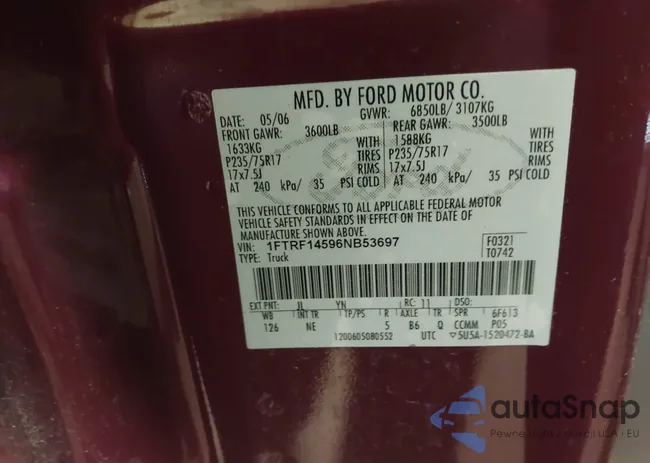 MFD. BY FORD MOTOR CO.
DATE: 05/06 GVWR: 6850LB/ 3107KG
FRONT GAWR: 3600LB REAR GAWR: 3500LB
1633KG WITH 1588KG WITH
P235/75R17 TIRES P235/75R17 TIRES
17x7.5J RIMS 17x7.5J RIMS
AT 240 kPa/ 35 PSI COLD AT 240 kPa/ 35 PSI COLD
THIS VEHICLE CONFORMS TO ALL APPLICABLE FEDERAL MOTOR
VEHICLE SAFETY STANDARDS IN EFFECT ON THE DATE OF
MANUFACTURE SHOWN ABOVE.
VIN: 1FTRF14596NB53697 F0321
TYPE: Truck T0742
EXT PNT: JL YN RC: 11 DSO:
WB INT TR TP/PS R AXLE TR SPR 6F613
126 NE 5 B6 Q CCMM P05
1200605080552 UTC ▽5U5A-1520472-BA
Ford
autaSnap